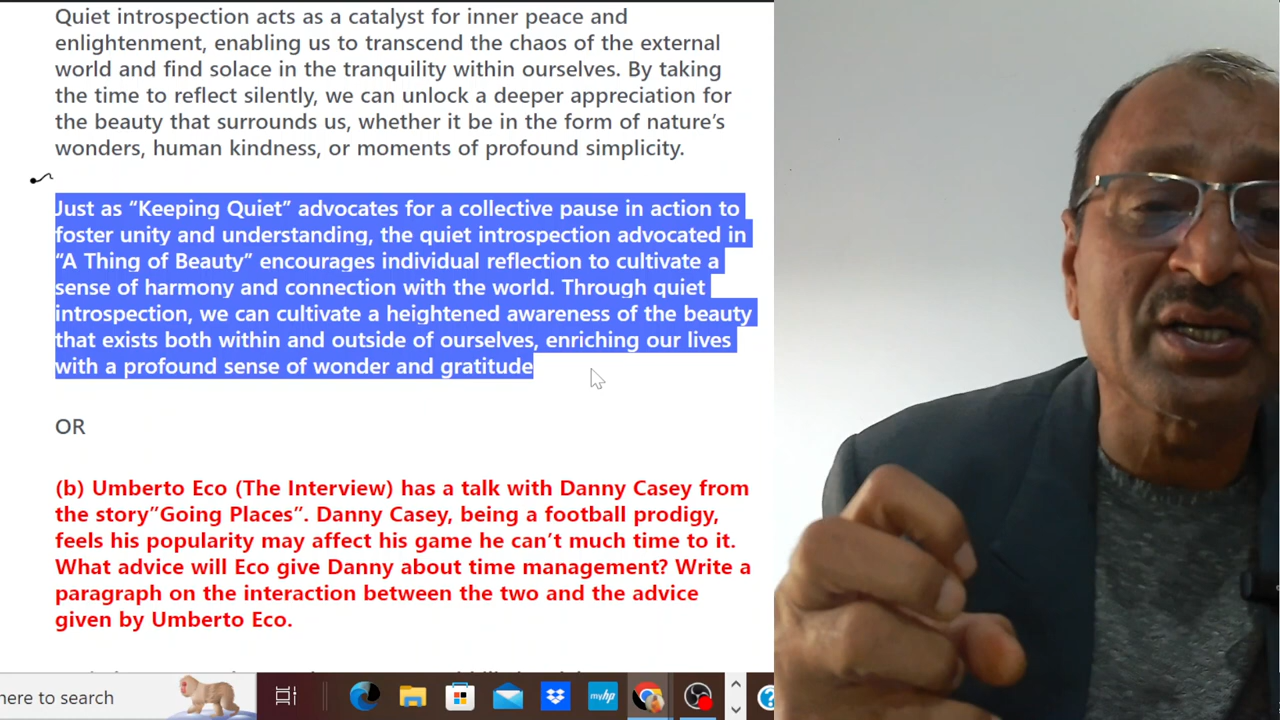 Quiet introspection acts as a catalyst for inner peace and
enlightenment, enabling us to transcend the chaos of the external
world and find solace in the tranquility within ourselves. By taking
the time to reflect silently, we can unlock a deeper appreciation for
the beauty that surrounds us, whether it be in the form of nature's
wonders, human kindness, or moments of profound simplicity.
Just as “Keeping Quiet” advocates for a collective pause in action to
foster unity and understanding, the quiet introspection advocated in
“A Thing of Beauty” encourages individual reflection to cultivate a
sense of harmony and connection with the world. Through quiet
introspection, we can cultivate a heightened awareness of the beauty
that exists both within and outside of ourselves, enriching our lives
with a profound sense of wonder and gratitude
OR
(b) Umberto Eco (The Interview) has a talk with Danny Casey from
the story”Going Places”. Danny Casey, being a football prodigy,
feels his popularity may affect his game he can’t much time to it.
What advice will Eco give Danny about time management? Write a
paragraph on the interaction between the two and the advice
given by Umberto Eco.
here to search
myhp